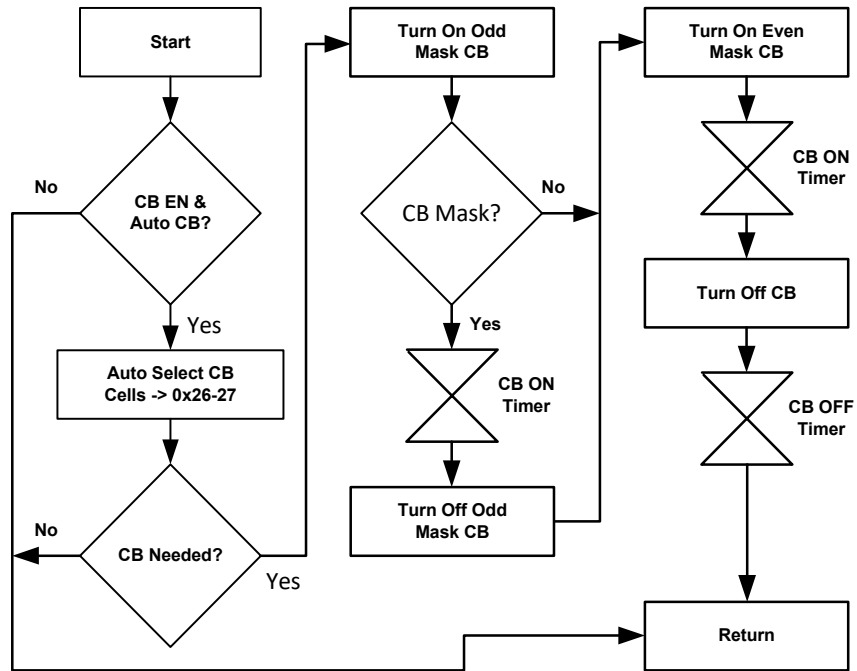 Start
No
CB EN &
Auto CB?
Yes
Auto Select CB
Cells -> 0x26-27
No
CB Needed?
Yes
Turn On Odd
Mask CB
CB Mask?
No
Yes
CB ON
Timer
Turn Off Odd
Mask CB
Turn On Even
Mask CB
CB ON
Timer
Turn Off CB
CB OFF
Timer
Return